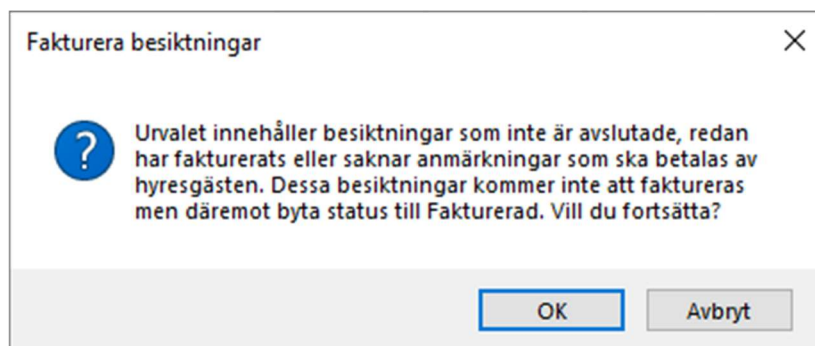 Fakturera besiktningar
Urvalet innehåller besiktningar som inte är avslutade, redan
har fakturerats eller saknar anmärkningar som ska betalas av
hyresgästen. Dessa besiktningar kommer inte att faktureras
men däremot byta status till Fakturerad. Vill du fortsätta?
OK
Avbryt